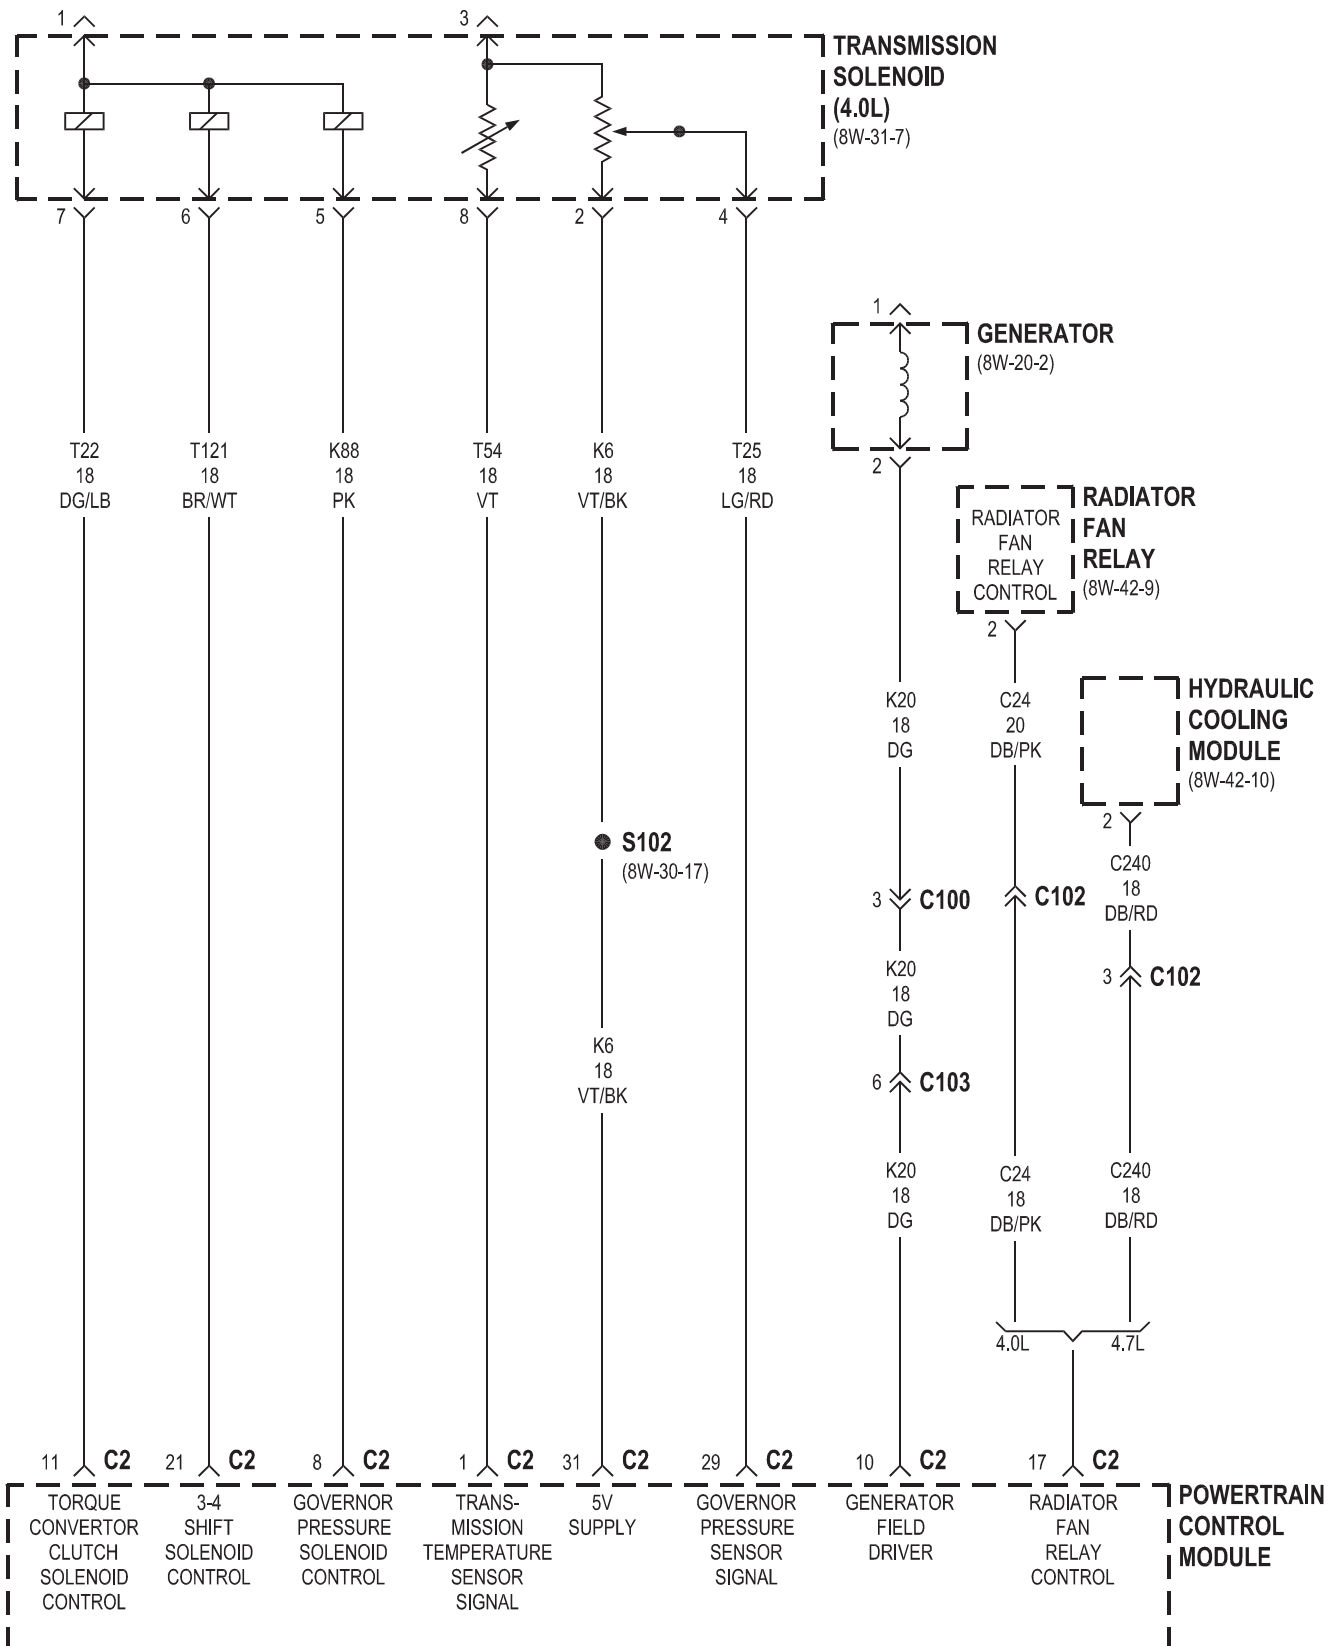 1
3
TRANSMISSION
SOLENOID
(4.0L)
(8W-31-7)
7
6
5
8
2
4
1
GENERATOR
(8W-20-2)
2
T22
18
DG/LB
T121
18
BR/WT
K88
18
PK
T54
18
VT
K6
18
VT/BK
T25
18
LG/RD
RADIATOR
FAN
RELAY
CONTROL
RADIATOR
FAN
RELAY
(8W-42-9)
2
K20
18
DG
C24
20
DB/PK
HYDRAULIC
COOLING
MODULE
(8W-42-10)
2
S102
(8W-30-17)
C240
18
DB/RD
3 C100
C102
K20
18
DG
3 C102
K6
18
VT/BK
6 C103
K20
18
DG
C24
18
DB/PK
C240
18
DB/RD
4.0L
4.7L
11 C2
21 C2
8 C2
1 C2
31 C2
29 C2
10 C2
17 C2
TORQUE
CONVERTOR
CLUTCH
SOLENOID
CONTROL
3-4
SHIFT
SOLENOID
CONTROL
GOVERNOR
PRESSURE
SOLENOID
CONTROL
TRANS-
MISSION
TEMPERATURE
SENSOR
SIGNAL
5V
SUPPLY
GOVERNOR
PRESSURE
SENSOR
SIGNAL
GENERATOR
FIELD
DRIVER
RADIATOR
FAN
RELAY
CONTROL
POWERTRAIN
CONTROL
MODULE